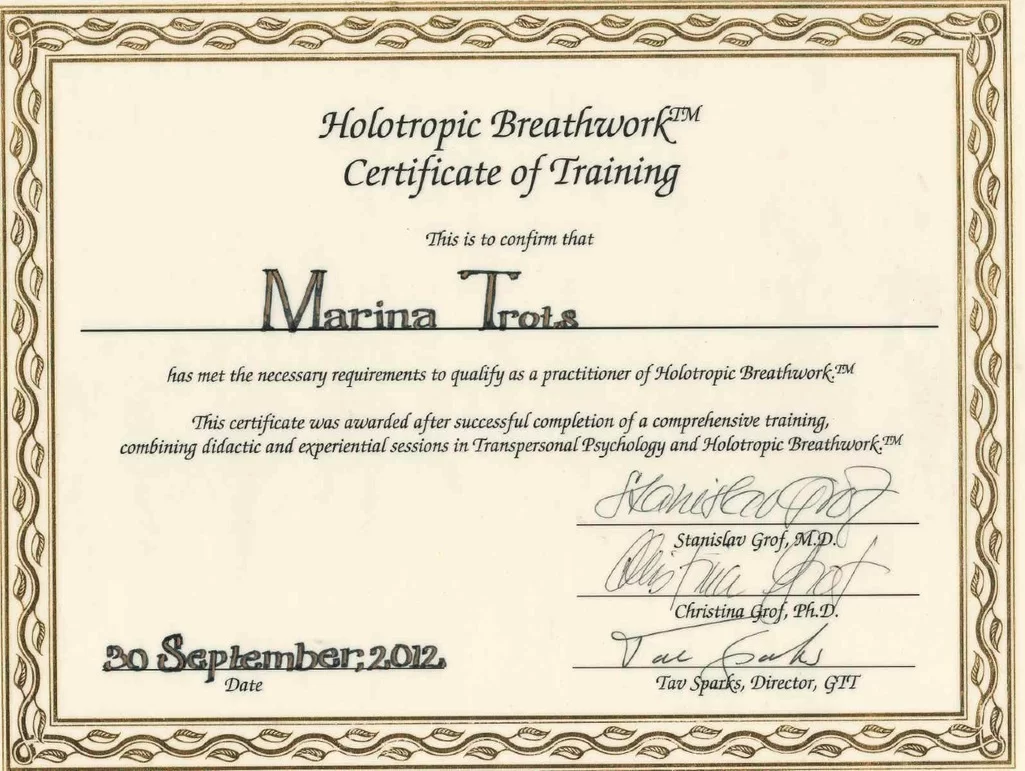 Holotropic Breathwork™
Certificate of Training
This is to confirm that
Marina Trots
has met the necessary requirements to qualify as a practitioner of Holotropic Breathwork.™
This certificate was awarded after successful completion of a comprehensive training,
combining didactic and experiential sessions in Transpersonal Psychology and Holotropic Breathwork.™
Stanislav Grof
Stanislav Grof, M.D.
Christina Grof
Christina Grof, Ph.D.
Tav Sparks
Tav Sparks, Director, GTT
30 September, 2012
Date